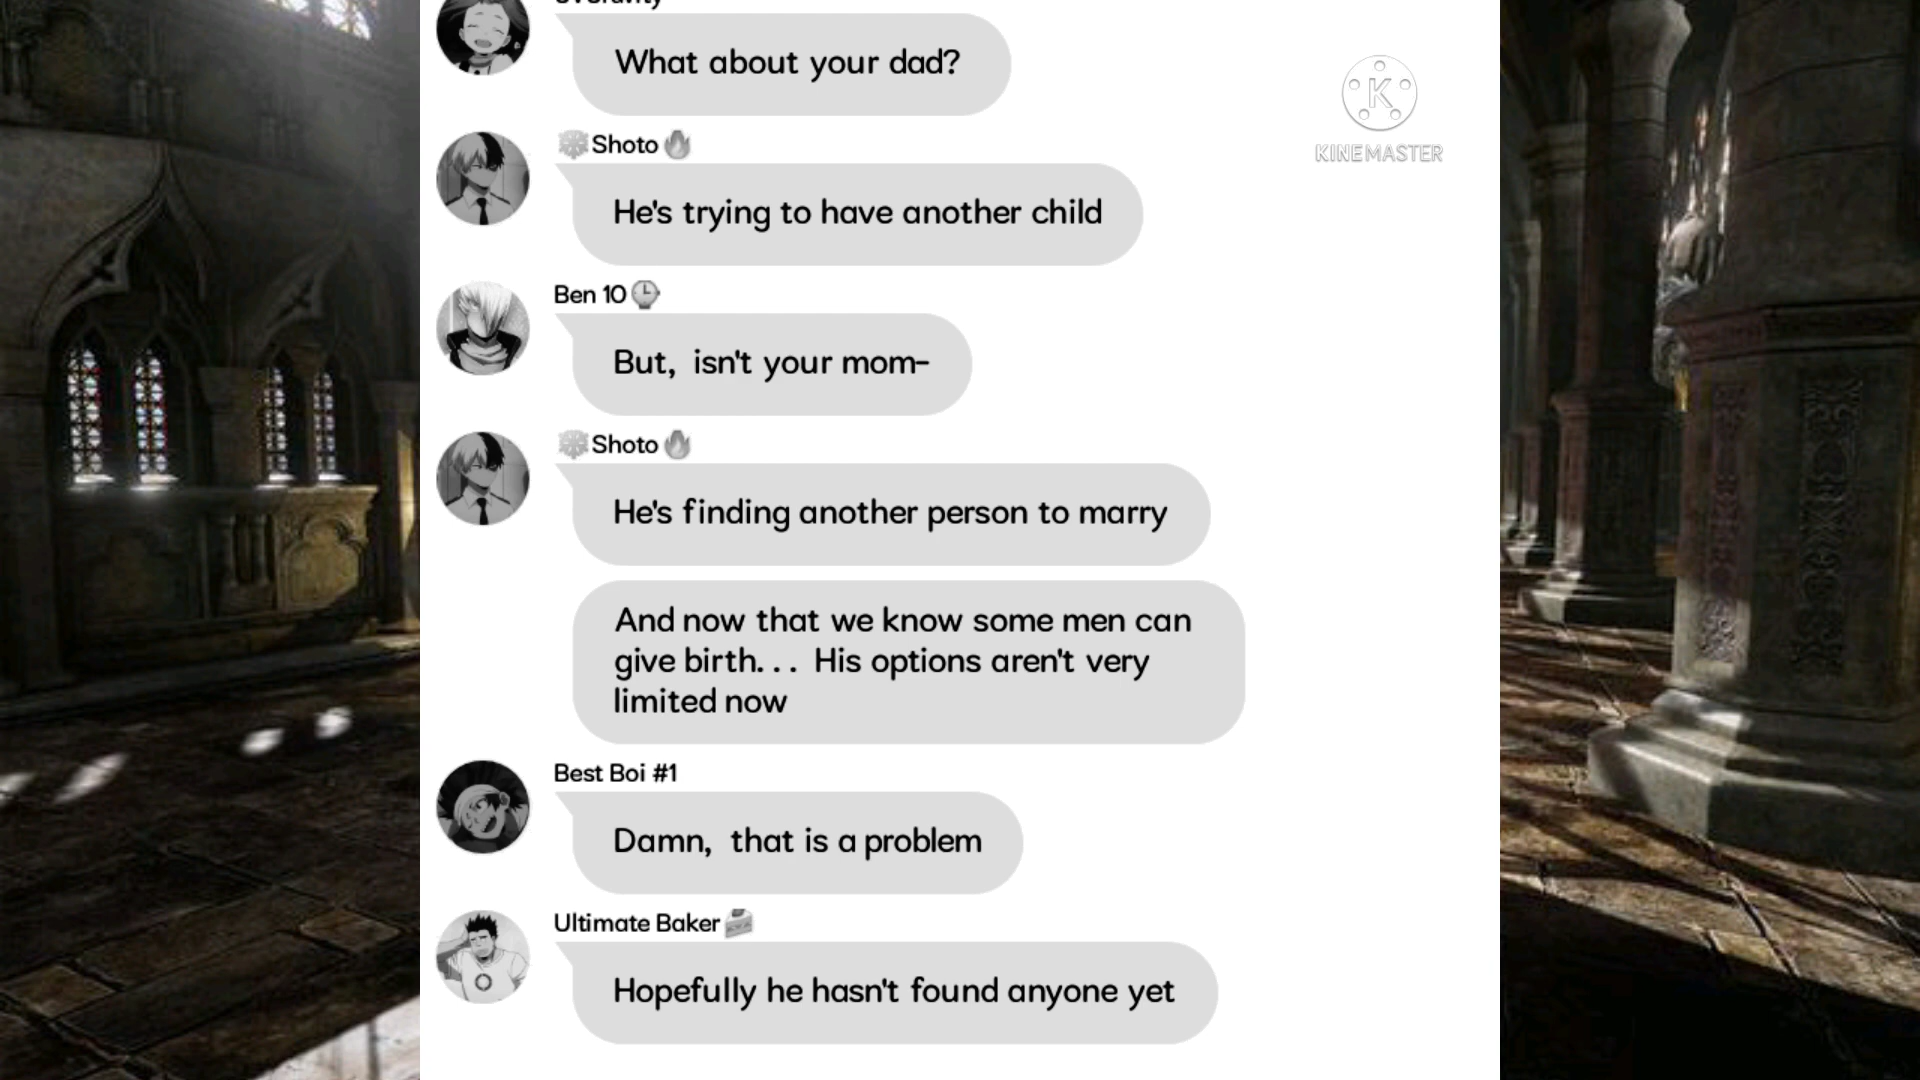 What about your dad?
K
KINEMASTER
Shoto
He's trying to have another child
Ben 10
But, isn't your mom-
Shoto
He's finding another person to marry
And now that we know some men can
give birth... His options aren't very
limited now
Best Boi #1
Damn, that is a problem
Ultimate Baker
Hopefully he hasn't found anyone yet